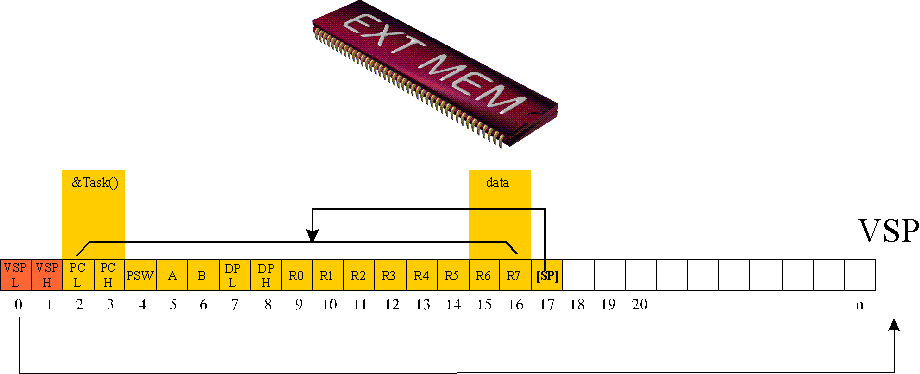 EXT MEM
&Task() data
VSP
VSP L VSP H PC L PC H PSW A B DP L DP H R0 R1 R2 R3 R4 R5 R6 R7 [SP]
0 1 2 3 4 5 6 7 8 9 10 11 12 13 14 15 16 17 18 19 20 n